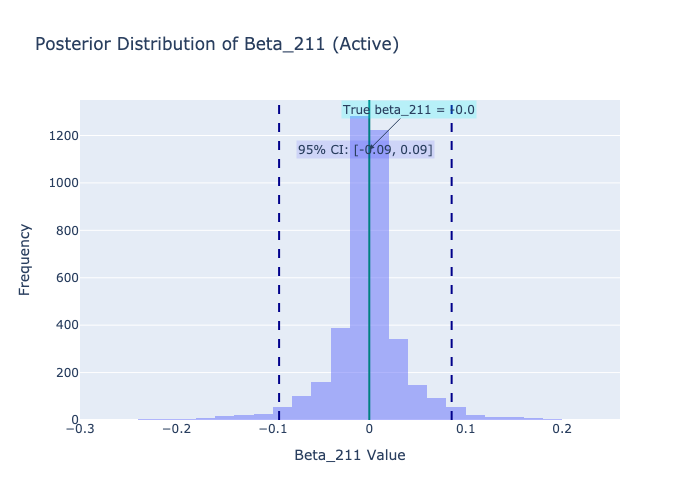 Posterior Distribution of Beta_211 (Active)
True beta_211 = -0.0
95% CI: [-0.09, 0.09]
1200
1000
800
600
400
200
0
−0.3
−0.2
−0.1
0
0.1
0.2
Frequency
Beta_211 Value